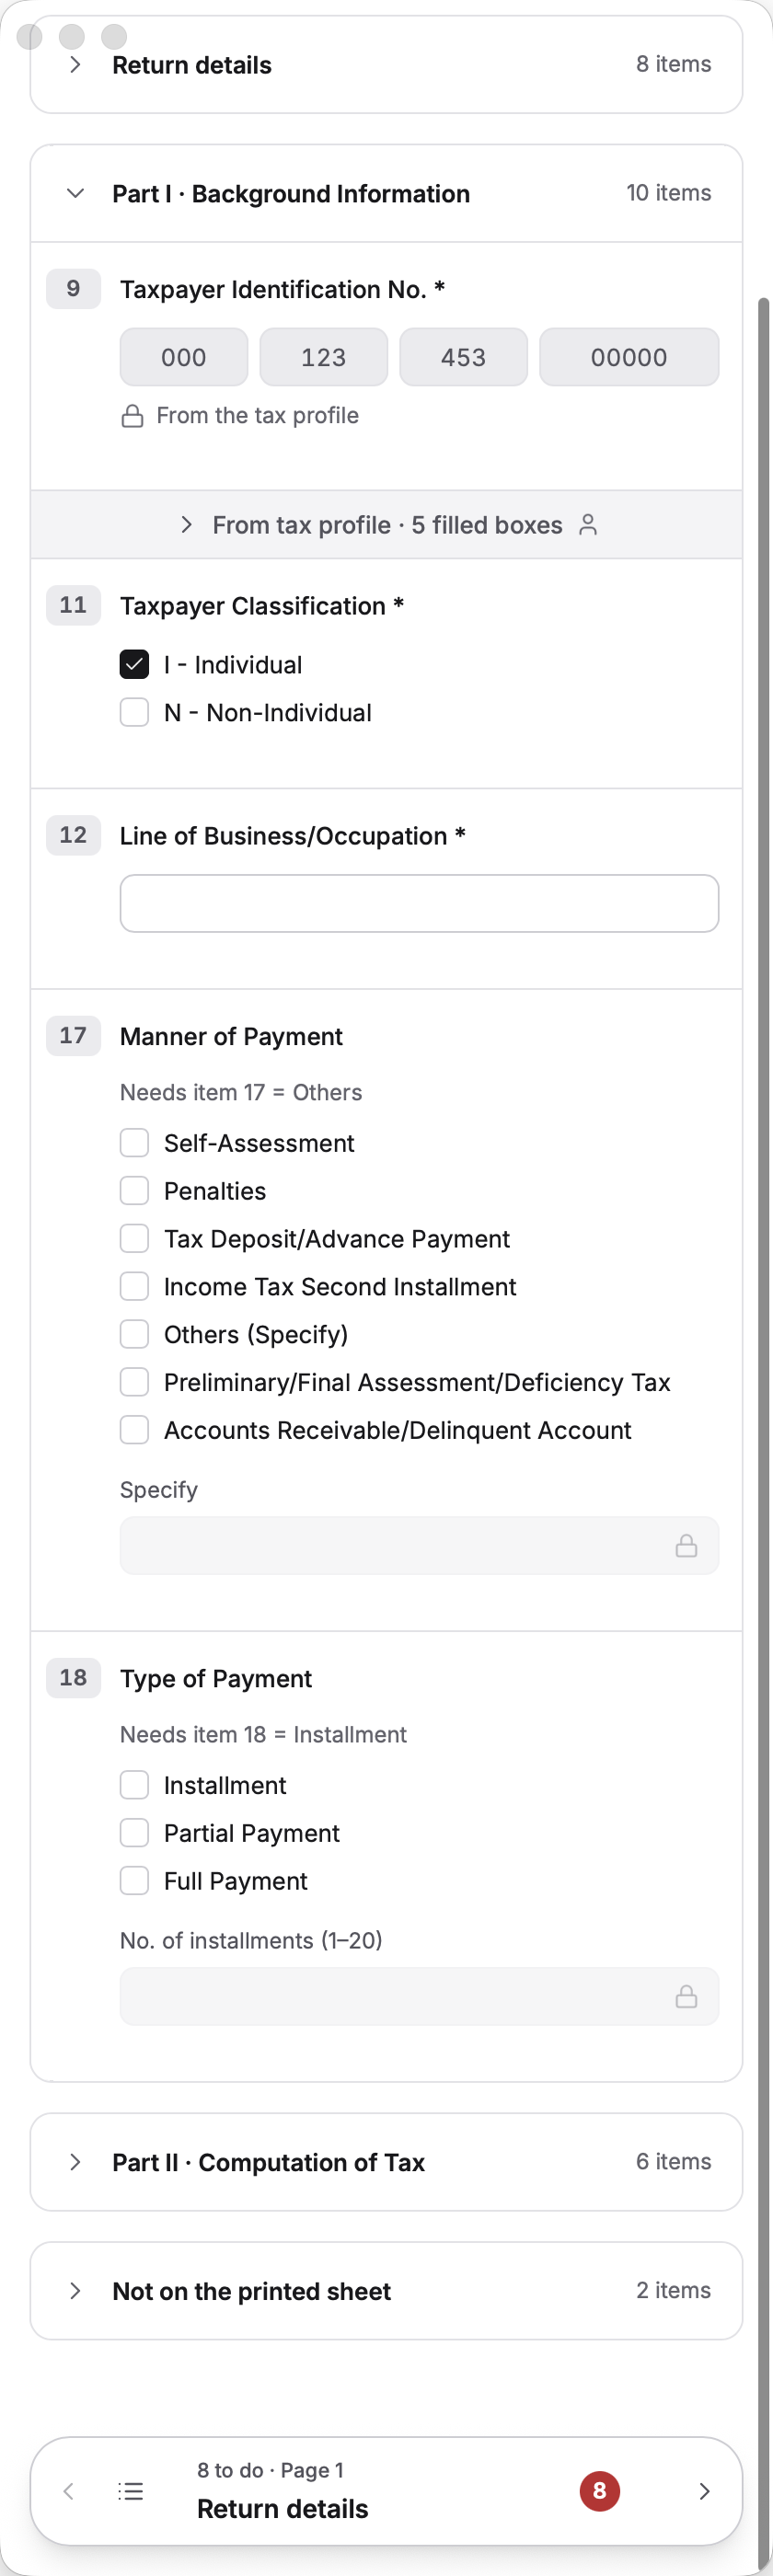 Return details 8 items
Part I · Background Information 10 items
9 Taxpayer Identification No. *
000 123 453 00000
From the tax profile
From tax profile · 5 filled boxes
11 Taxpayer Classification *
I - Individual
N - Non-Individual
12 Line of Business/Occupation *
17 Manner of Payment
Needs item 17 = Others
Self-Assessment
Penalties
Tax Deposit/Advance Payment
Income Tax Second Installment
Others (Specify)
Preliminary/Final Assessment/Deficiency Tax
Accounts Receivable/Delinquent Account
Specify
18 Type of Payment
Needs item 18 = Installment
Installment
Partial Payment
Full Payment
No. of installments (1–20)
Part II · Computation of Tax 6 items
Not on the printed sheet 2 items
8 to do · Page 1
Return details 8